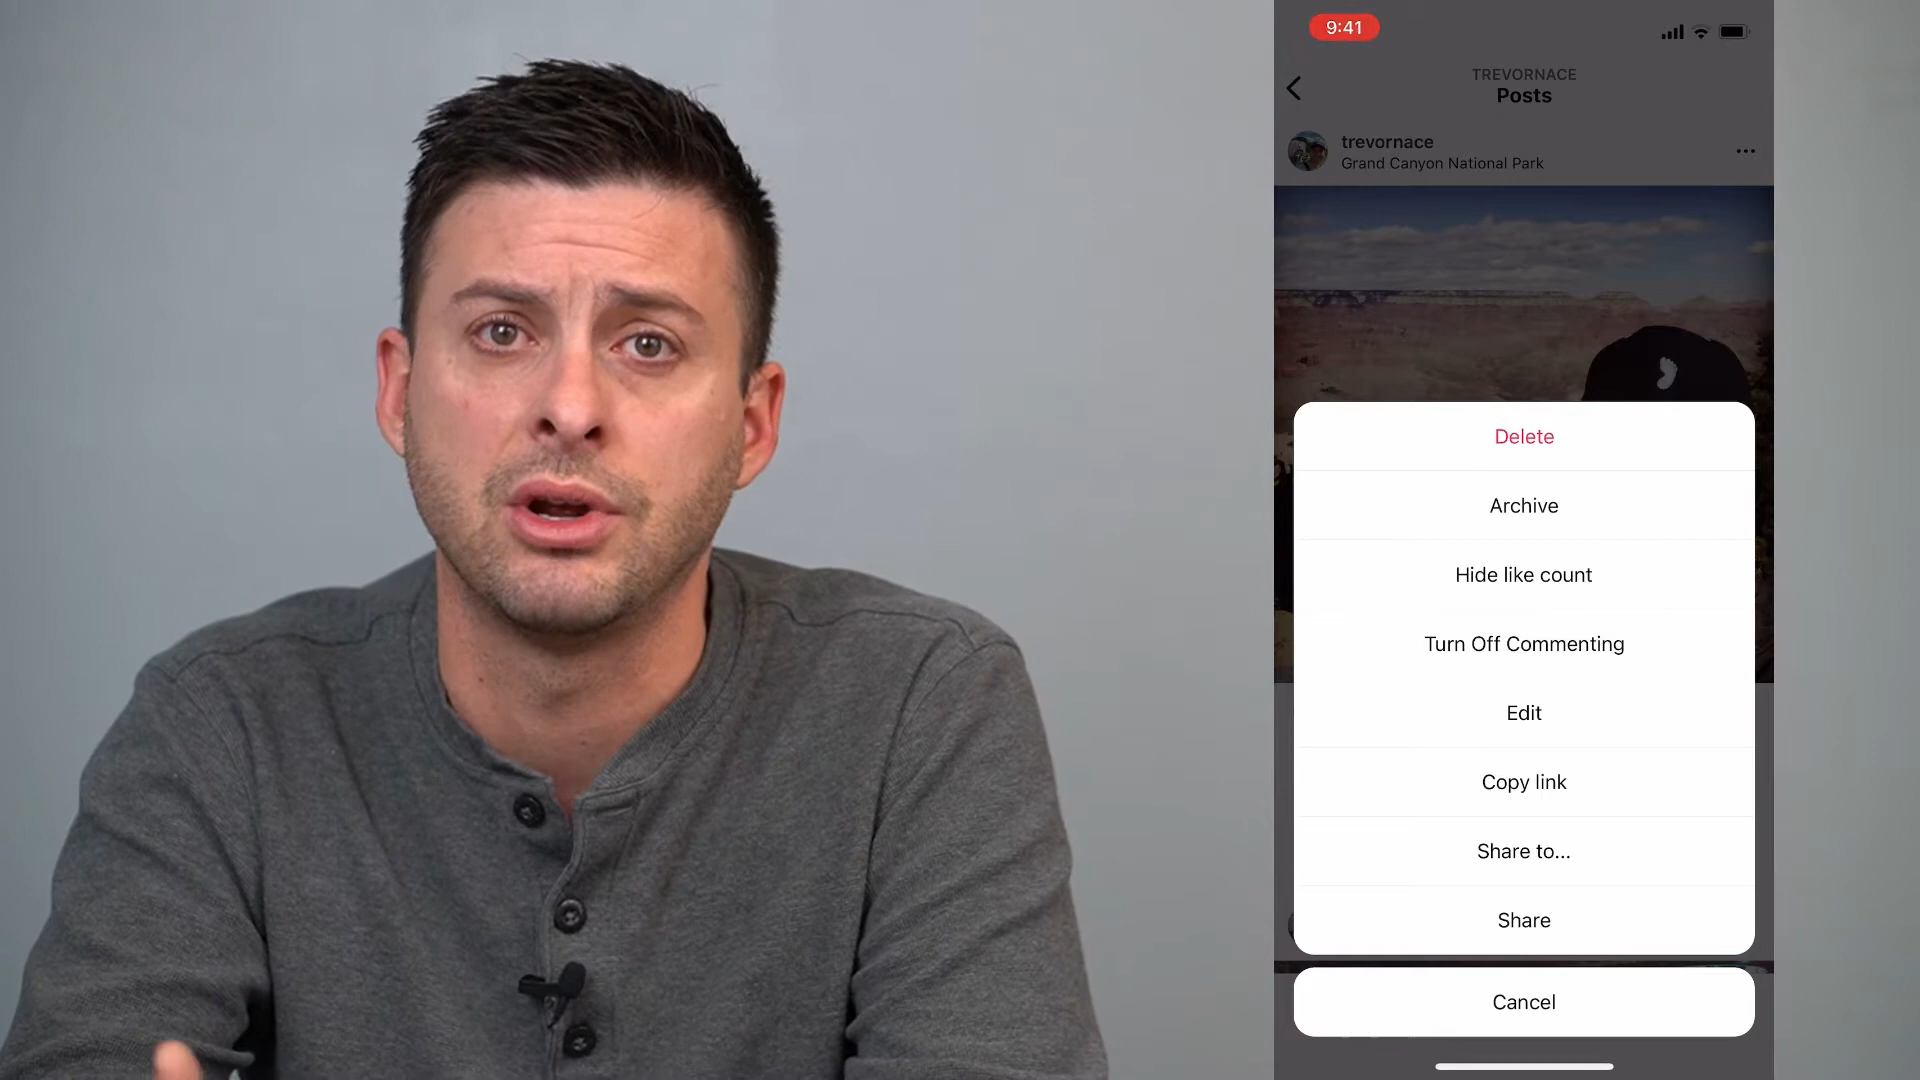 9:41
TREVORNACE
Posts
trevornace
Grand Canyon National Park
Delete
Archive
Hide like count
Turn Off Commenting
Edit
Copy link
Share to...
Share
Cancel